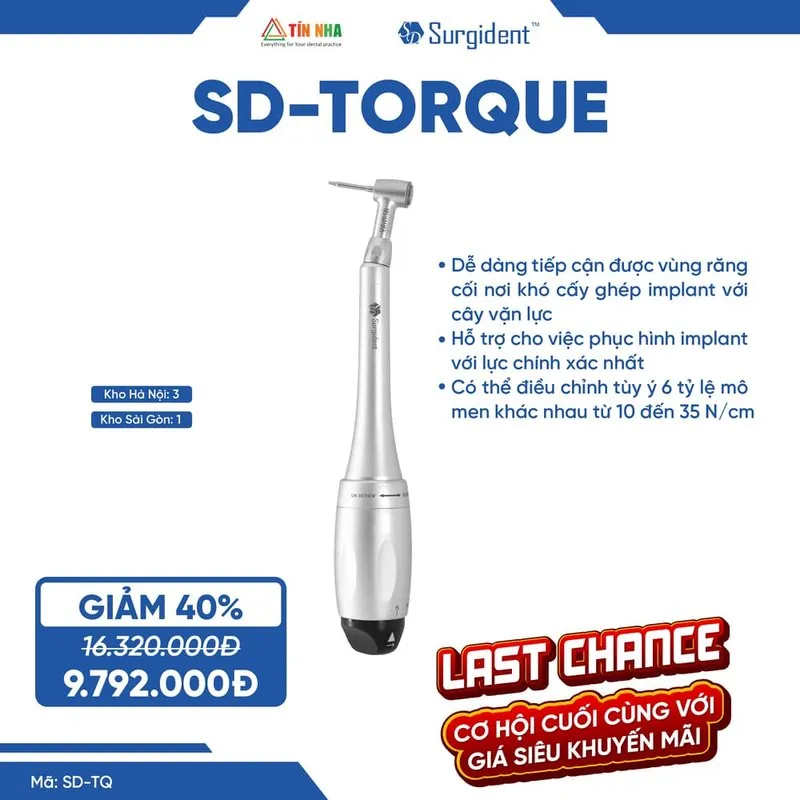 TÍN NHA
Everything for Your dental practice
Surgident™
SD-TORQUE
• Dễ dàng tiếp cận được vùng răng
cối nơi khó cấy ghép implant với
cây vặn lực
• Hỗ trợ cho việc phục hình implant
với lực chính xác nhất
• Có thể điều chỉnh tùy ý 6 tỷ lệ mô
men khác nhau từ 10 đến 35 N/cm
Kho Hà Nội: 3
Kho Sài Gòn: 1
Surgident
GIẢM 40%
16.320.000Đ
9.792.000Đ
LAST CHANCE
CƠ HỘI CUỐI CÙNG VỚI
GIÁ SIÊU KHUYẾN MÃI
Mã: SD-TQ